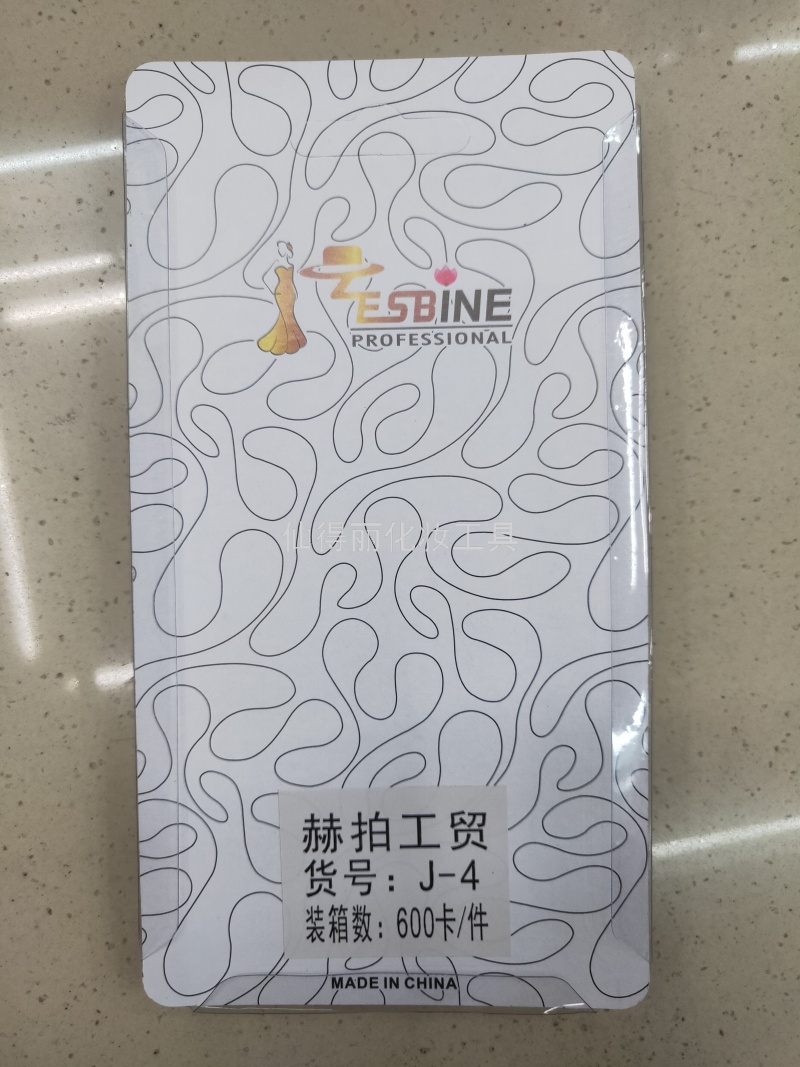 ESBINE
PROFESSIONAL
仙得丽化妆工具
赫拍工贸
货号：J-4
装箱数：600卡/件
MADE IN CHINA